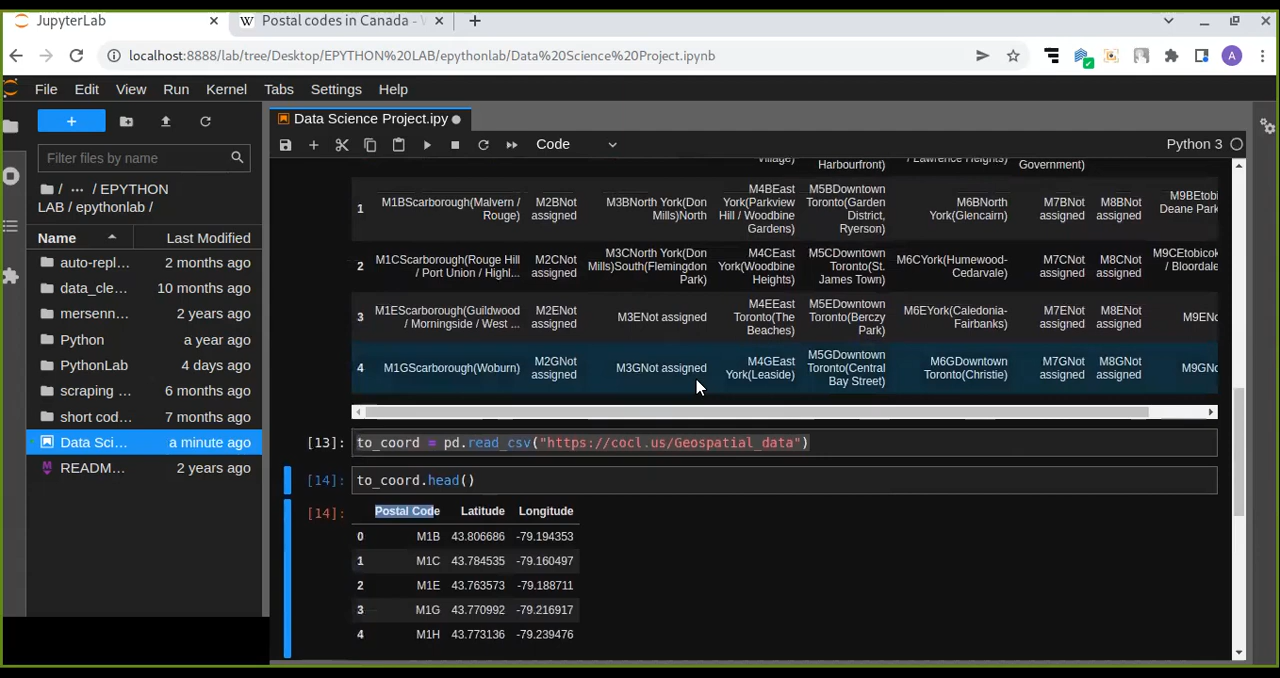 JupyterLab
Postal codes in Canada -
localhost:8888/lab/tree/Desktop/EPYTHON%20LAB/epythonlab/Data%20Science%20Project.ipynb
A
File Edit View Run Kernel Tabs Settings Help
Data Science Project.ipy
Code
Python 3
Filter files by name
/ ··· / EPYTHON
LAB / epythonlab /
Name Last Modified
auto-repl... 2 months ago
data_cle... 10 months ago
mersenn... 2 years ago
Python a year ago
PythonLab 4 days ago
scraping ... 6 months ago
short cod... 7 months ago
Data Sci... a minute ago
READM... 2 years ago
Village) Harbourfront) / Lawrence Heights) Government)
1 M1BScarborough(Malvern / M2BNot M3BNorth York(Don M4BEast M5BDowntown M6BNorth M7BNot M8BNot M9BEtobi
Rouge) assigned Mills)North York(Parkview Toronto(Garden York(Glencairn) assigned assigned Deane Park
Hill / Woodbine District,
Gardens) Ryerson)
2 M1CScarborough(Rouge Hill M2CNot M3CNorth York(Don M4CEast M5CDowntown M6CYork(Humewood- M7CNot M8CNot M9CEtobicok
/ Port Union / Highl... assigned Mills)South(Flemingdon York(Woodbine Toronto(St. Cedarvale) assigned assigned / Bloordale
Park) Heights) James Town)
3 M1EScarborough(Guildwood M2ENot M3ENot assigned M4EEast M5EDowntown M6EYork(Caledonia- M7ENot M8ENot M9ENo
/ Morningside / West ... assigned Toronto(The Toronto(Berczy Fairbanks) assigned assigned
Beaches) Park)
4 M1GScarborough(Woburn) M2GNot M3GNot assigned M4GEast M5GDowntown M6GDowntown M7GNot M8GNot M9GNo
assigned York(Leaside) Toronto(Central Toronto(Christie) assigned assigned
Bay Street)
[13]: to_coord = pd.read_csv("https://cocl.us/Geospatial_data")
[14]: to_coord.head()
[14]: Postal Code Latitude Longitude
0 M1B 43.806686 -79.194353
1 M1C 43.784535 -79.160497
2 M1E 43.763573 -79.188711
3 M1G 43.770992 -79.216917
4 M1H 43.773136 -79.239476